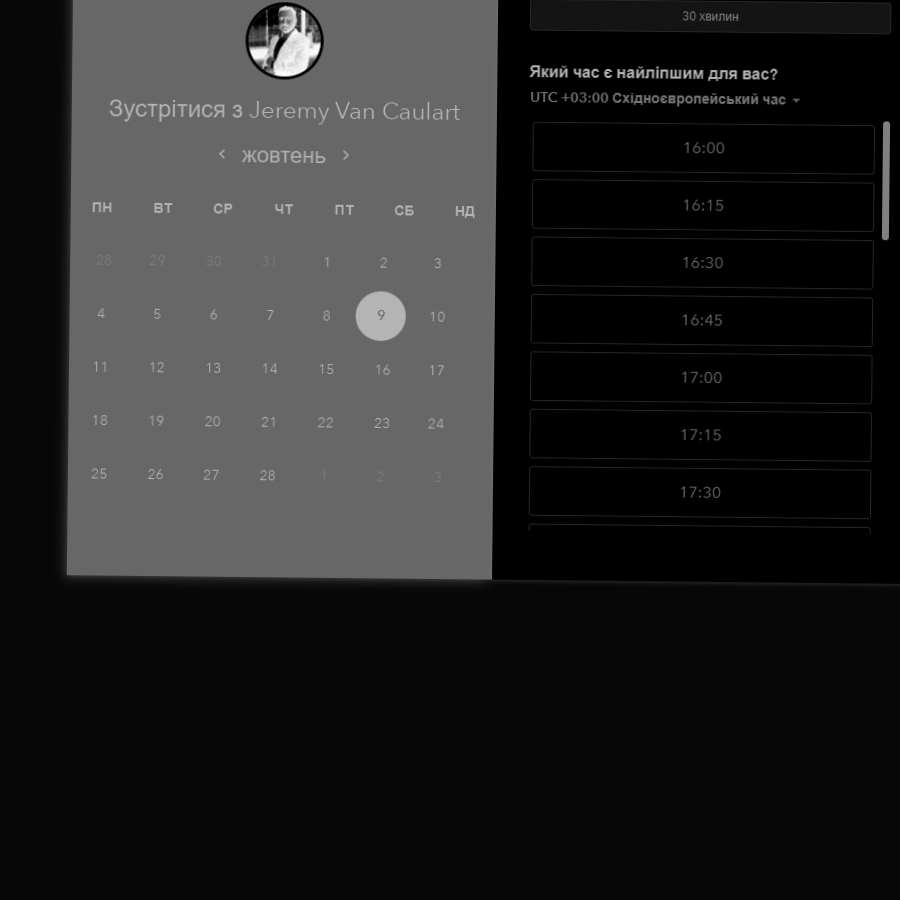 Зустрітися з Jeremy Van Caulart
жовтень
ПН ВТ СР ЧТ ПТ СБ НД
28 29 30 31 1 2 3
4 5 6 7 8 9 10
11 12 13 14 15 16 17
18 19 20 21 22 23 24
25 26 27 28 1 2 3
30 хвилин
Який час є найліпшим для вас?
UTC +03:00 Східноєвропейський час
16:00
16:15
16:30
16:45
17:00
17:15
17:30